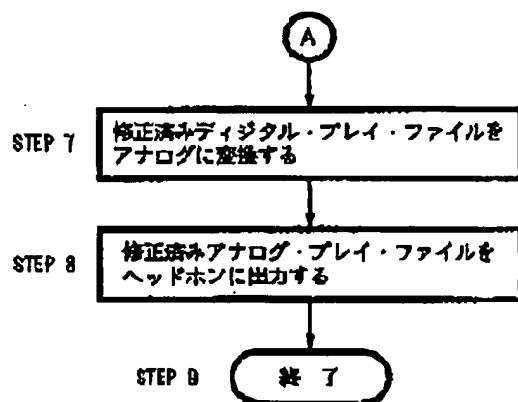 A
STEP 7
修正済みディジタル・プレイ・ファイルを
アナログに変換する
STEP 8
修正済みアナログ・プレイ・ファイルを
ヘッドホンに出力する
STEP 9
終 了